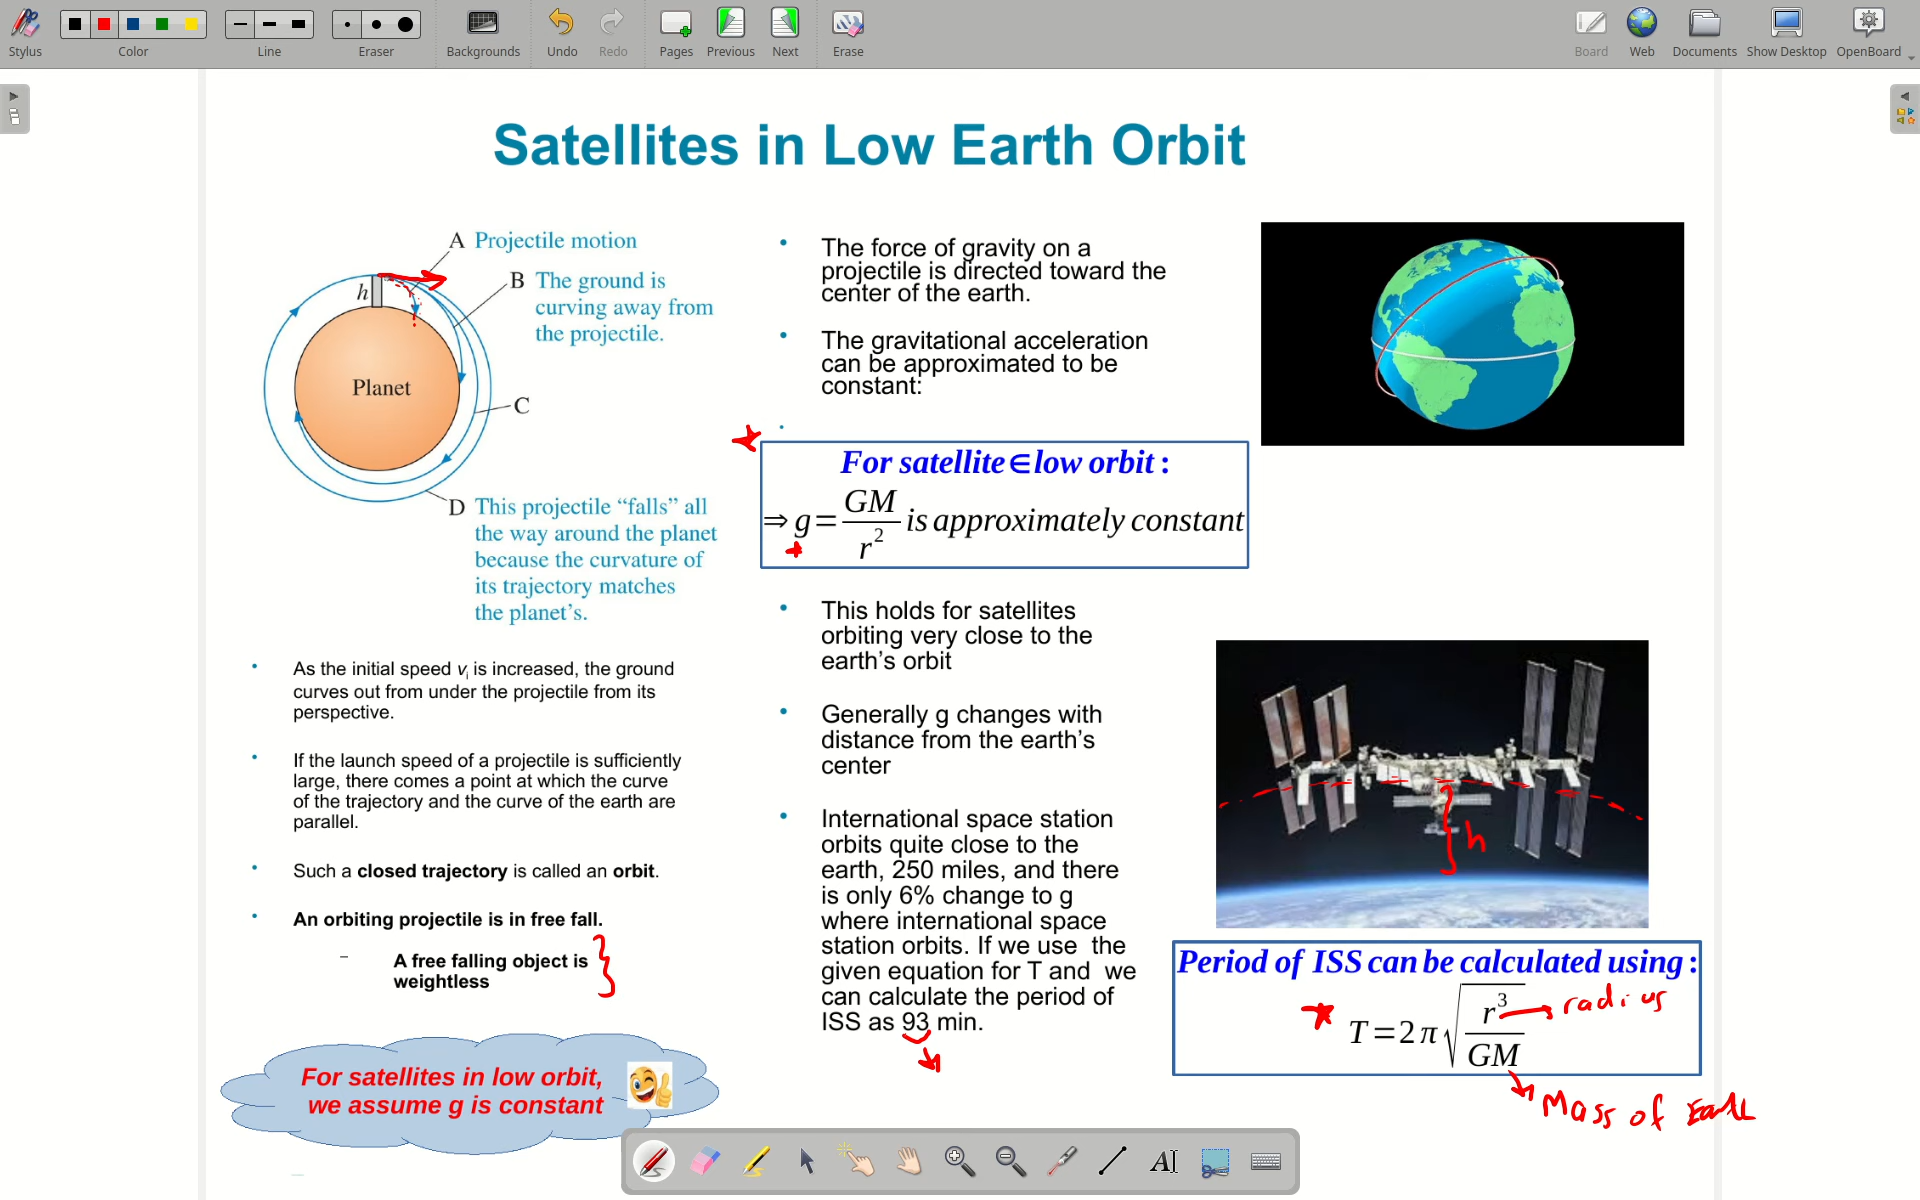 Stylus
Color
Line
Eraser
Backgrounds
Undo
Redo
Pages
Previous
Next
Erase
Board
Web
Documents
Show Desktop
OpenBoard
Satellites in Low Earth Orbit
A Projectile motion
B The ground is
curving away from
the projectile.
h
Planet
C
D This projectile “falls” all
the way around the planet
because the curvature of
its trajectory matches
the planet’s.
• As the initial speed vᵢ is increased, the ground
curves out from under the projectile from its
perspective.
• If the launch speed of a projectile is sufficiently
large, there comes a point at which the curve
of the trajectory and the curve of the earth are
parallel.
• Such a closed trajectory is called an orbit.
• An orbiting projectile is in free fall.
– A free falling object is
weightless
For satellites in low orbit,
we assume g is constant
• The force of gravity on a
projectile is directed toward the
center of the earth.
• The gravitational acceleration
can be approximated to be
constant:
•
For satellite ∈ low orbit :
⇒ g = GM / r² is approximately constant
• This holds for satellites
orbiting very close to the
earth’s orbit
• Generally g changes with
distance from the earth’s
center
• International space station
orbits quite close to the
earth, 250 miles, and there
is only 6% change to g
where international space
station orbits. If we use the
given equation for T and we
can calculate the period of
ISS as 93 min.
h
Period of ISS can be calculated using :
T = 2 π √(r³ / GM)
radius
Mass of Earth
AI